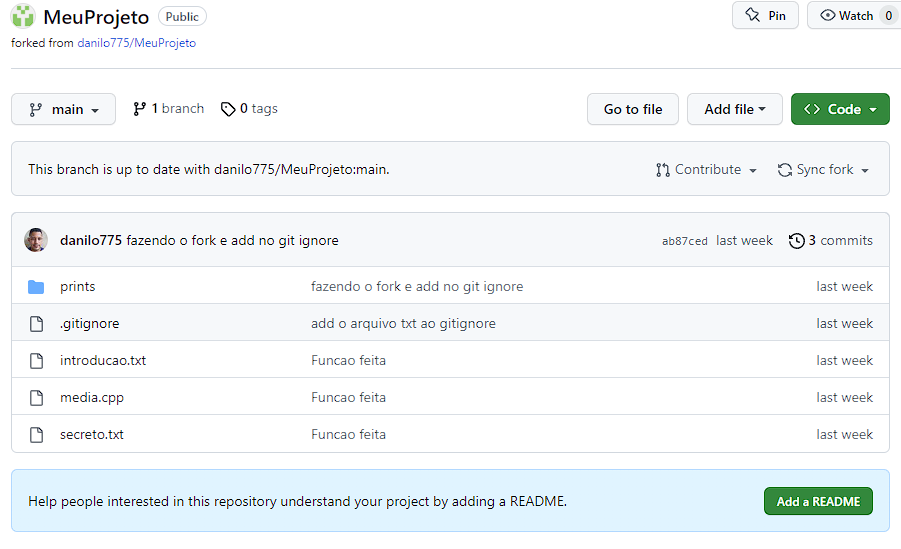 MeuProjeto Public Pin Watch 0
forked from danilo775/MeuProjeto
main 1 branch 0 tags Go to file Add file <> Code
This branch is up to date with danilo775/MeuProjeto:main. Contribute Sync fork
danilo775 fazendo o fork e add no git ignore ab87ced last week 3 commits
prints fazendo o fork e add no git ignore last week
.gitignore add o arquivo txt ao gitignore last week
introducao.txt Funcao feita last week
media.cpp Funcao feita last week
secreto.txt Funcao feita last week
Help people interested in this repository understand your project by adding a README. Add a README